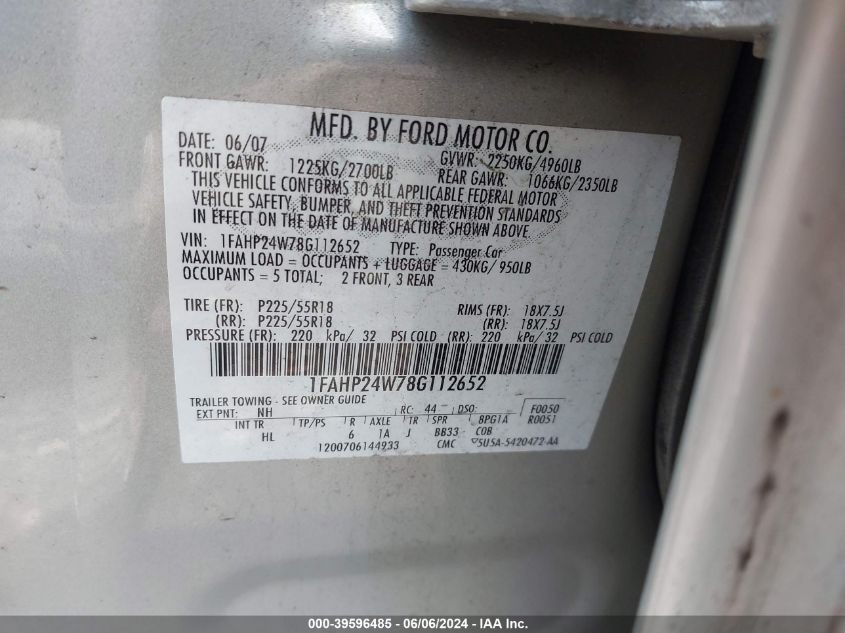 MFD. BY FORD MOTOR CO.
DATE: 06/07 GVWR: 2250KG/4960LB
FRONT GAWR: 1225KG/2700LB REAR GAWR: 1066KG/2350LB
THIS VEHICLE CONFORMS TO ALL APPLICABLE FEDERAL MOTOR
VEHICLE SAFETY, BUMPER, AND THEFT PREVENTION STANDARDS
IN EFFECT ON THE DATE OF MANUFACTURE SHOWN ABOVE.
VIN: 1FAHP24W78G112652 TYPE: Passenger Car
MAXIMUM LOAD = OCCUPANTS + LUGGAGE = 430KG/ 950LB
OCCUPANTS = 5 TOTAL; 2 FRONT, 3 REAR
TIRE (FR): P225/55R18 RIMS (FR): 18X7.5J
(RR): P225/55R18 (RR): 18X7.5J
PRESSURE (FR): 220 kPa/ 32 PSI COLD (RR): 220 kPa/ 32 PSI COLD
1FAHP24W78G112652
TRAILER TOWING - SEE OWNER GUIDE
EXT PNT: NH RC: 44 DSO: F0050
R0051
INT TR TP/PS R AXLE TR SPR BPG1A
HL 6 1A J BB33 COB
1200706144933 CMC 5U5A-5420472-AA
000-39596485 - 06/06/2024 - IAA Inc.